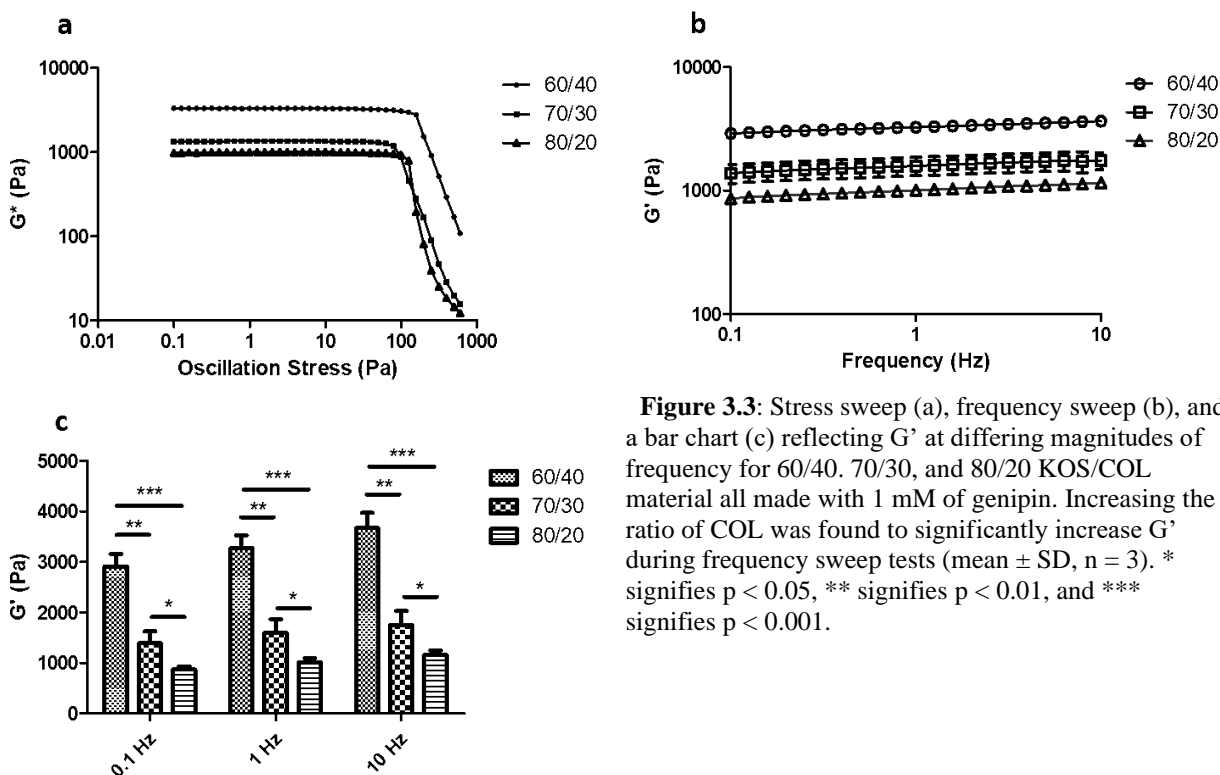 a
10000
1000
100
10
G* (Pa)
0.01 0.1 1 10 100 1000
Oscillation Stress (Pa)
60/40
70/30
80/20
b
10000
1000
100
G' (Pa)
0.1 1 10
Frequency (Hz)
60/40
70/30
80/20
c
5000
4000
3000
2000
1000
0
G' (Pa)
*** ** *
*** ** *
*** ** *
0.1 Hz 1 Hz 10 Hz
60/40
70/30
80/20
Figure 3.3: Stress sweep (a), frequency sweep (b), and
a bar chart (c) reflecting G’ at differing magnitudes of
frequency for 60/40. 70/30, and 80/20 KOS/COL
material all made with 1 mM of genipin. Increasing the
ratio of COL was found to significantly increase G’
during frequency sweep tests (mean ± SD, n = 3). *
signifies p < 0.05, ** signifies p < 0.01, and ***
signifies p < 0.001.